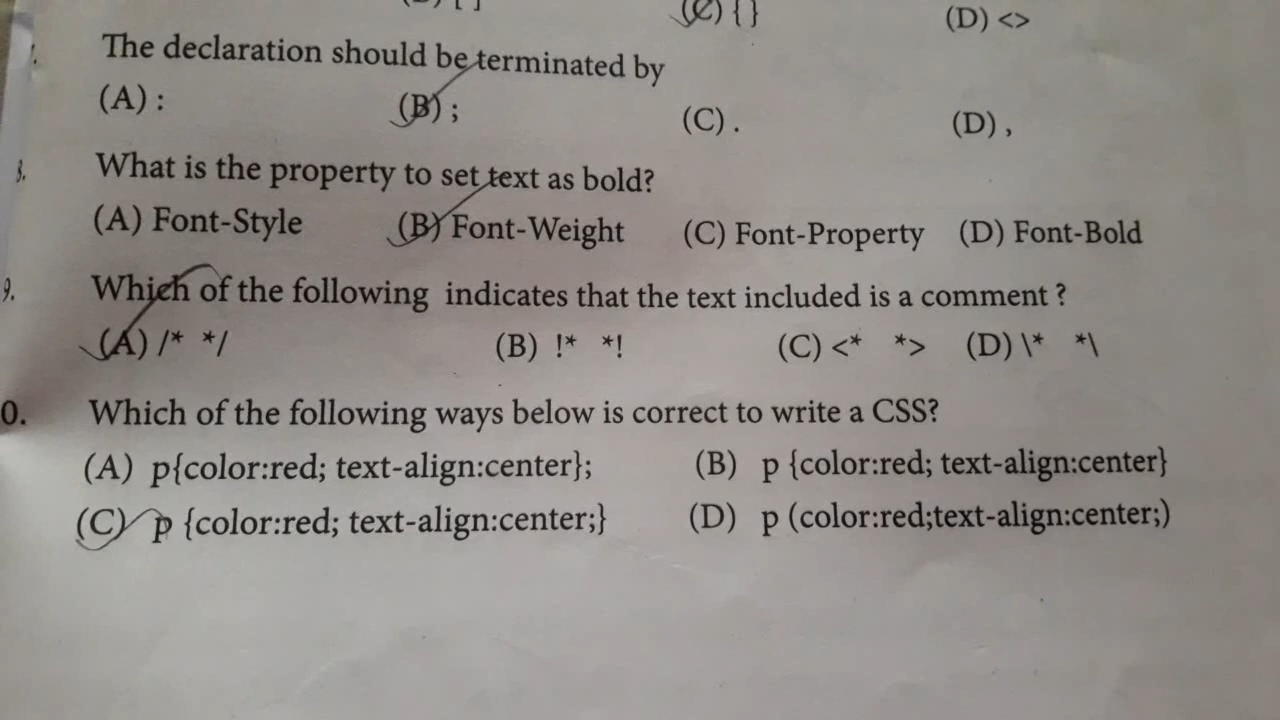 (C) { } (D) <>
The declaration should be terminated by
(A) : (B) ; (C) . (D) ,
8. What is the property to set text as bold?
(A) Font-Style (B) Font-Weight (C) Font-Property (D) Font-Bold
9. Which of the following indicates that the text included is a comment ?
(A) /* */ (B) !* *! (C) <* *> (D) \* *\
0. Which of the following ways below is correct to write a CSS?
(A) p{color:red; text-align:center}; (B) p {color:red; text-align:center}
(C) p {color:red; text-align:center;} (D) p (color:red;text-align:center;)